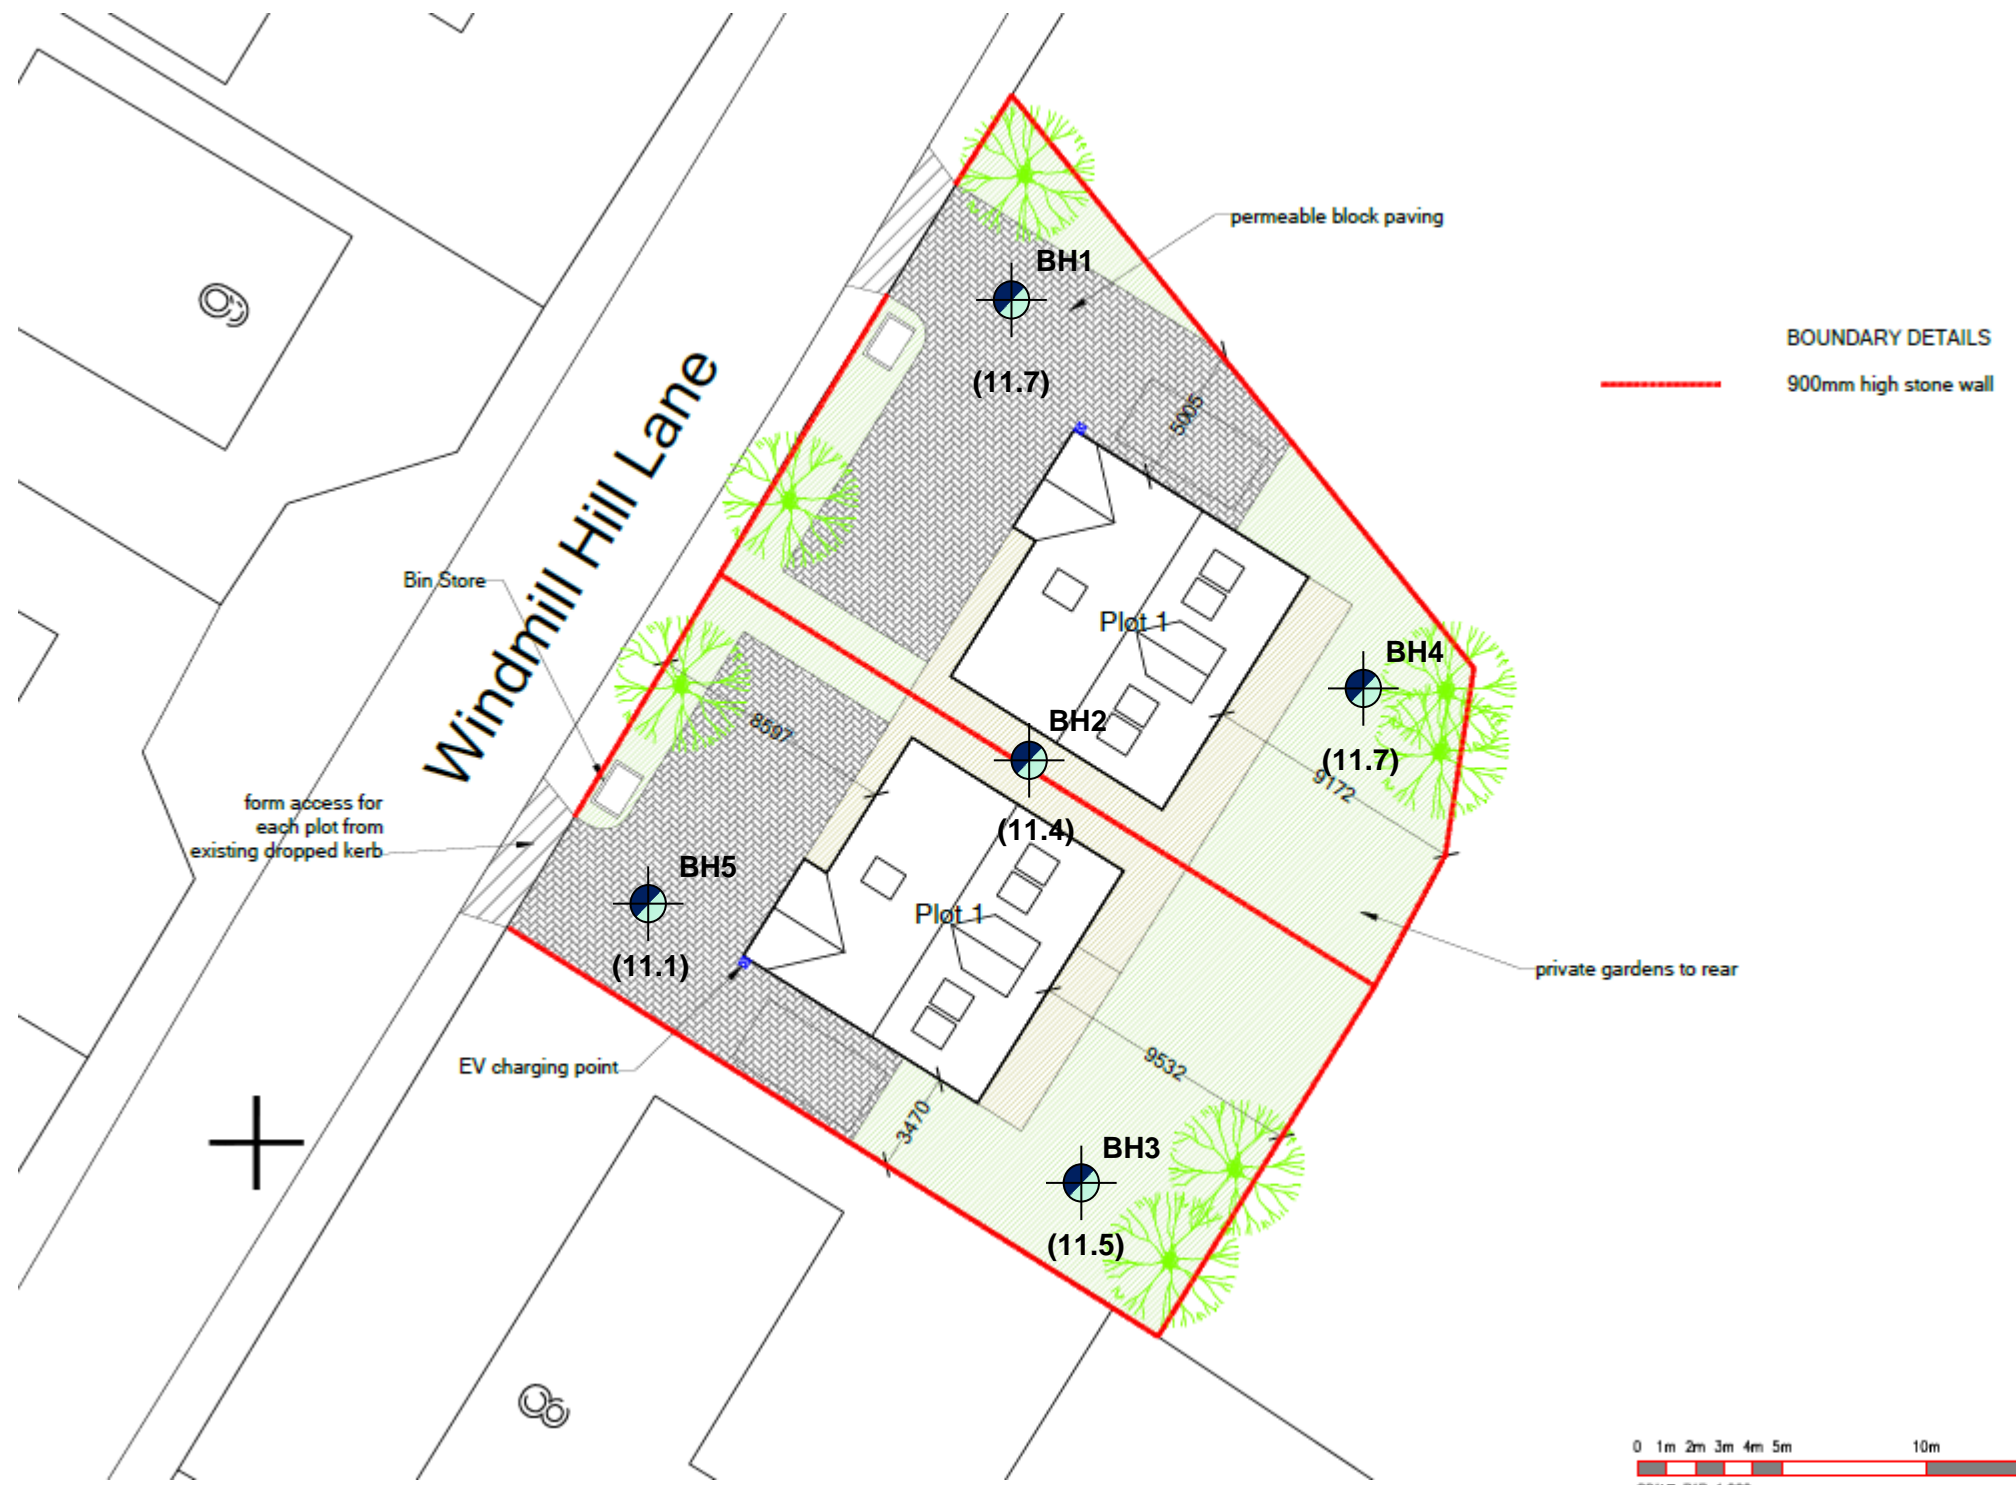 permeable block paving
BH1
(11.7)
BOUNDARY DETAILS
900mm high stone wall
9
5005
Windmill Hill Lane
Bin Store
Plot 1
BH4
(11.7)
BH2
(11.4)
8597
9172
form access for
each plot from
existing dropped kerb
BH5
(11.1)
Plot 1
private gardens to rear
EV charging point
9532
3470
BH3
(11.5)
8
0 1m 2m 3m 4m 5m 10m